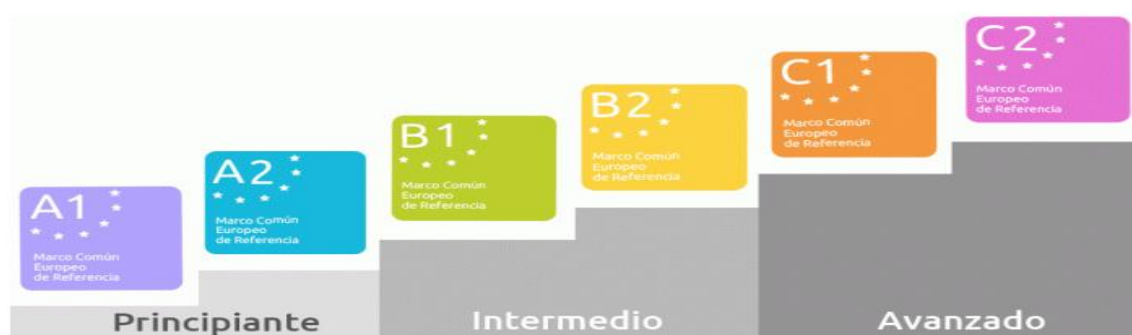 A1
Marco Común
Europeo
de Referencia
A2
Marco Común
Europeo
de Referencia
B1
Marco Común
Europeo
de Referencia
B2
Marco Común
Europeo
de Referencia
C1
Marco Común
Europeo
de Referencia
C2
Marco Común
Europeo
de Referencia
Principiante
Intermedio
Avanzado